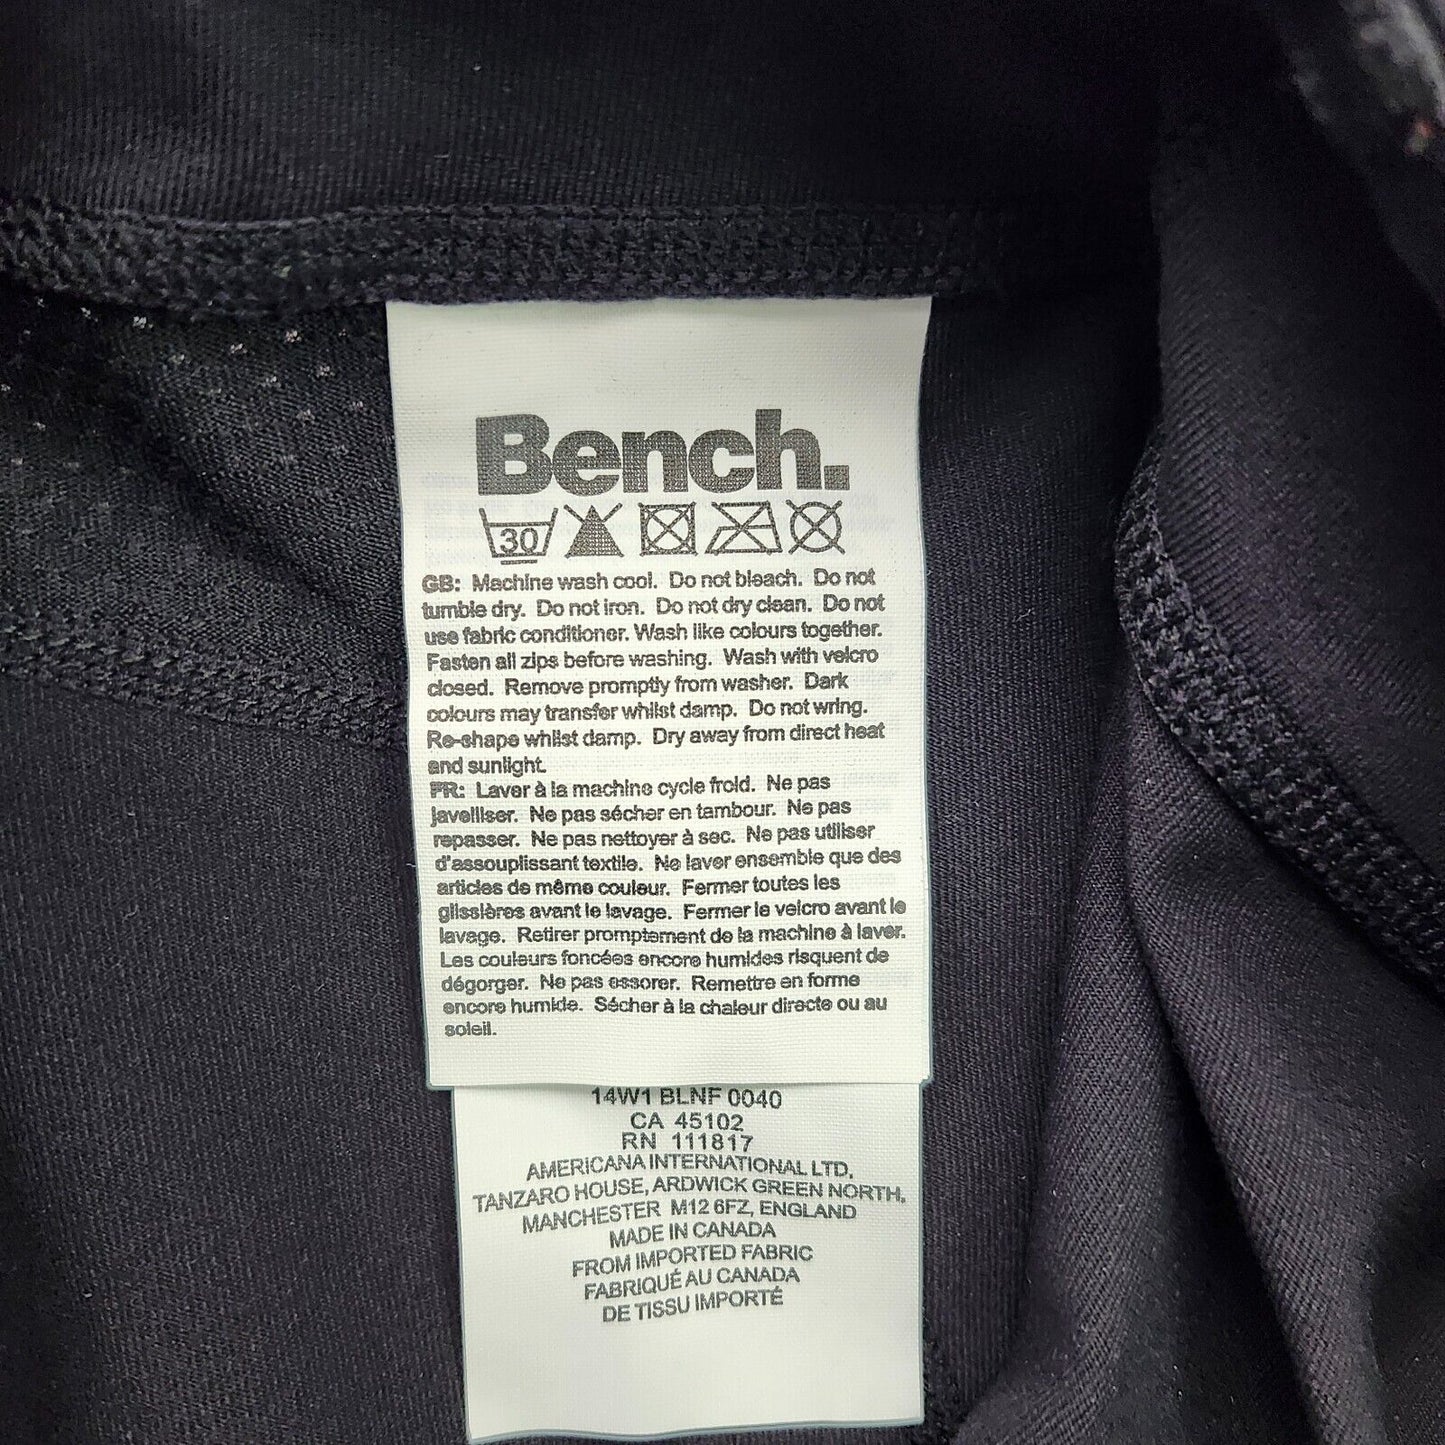 Bench.
30
GB: Machine wash cool. Do not bleach. Do not
tumble dry. Do not iron. Do not dry clean. Do not
use fabric conditioner. Wash like colours together.
Fasten all zips before washing. Wash with velcro
closed. Remove promptly from washer. Dark
colours may transfer whilst damp. Do not wring.
Re-shape whilst damp. Dry away from direct heat
and sunlight.
FR: Laver à la machine cycle froid. Ne pas
javelliser. Ne pas sécher en tambour. Ne pas
repasser. Ne pas nettoyer à sec. Ne pas utiliser
d'assouplissant textile. Ne laver ensemble que des
articles de même couleur. Fermer toutes les
glissières avant le lavage. Fermer le velcro avant le
lavage. Retirer promptement de la machine à laver.
Les couleurs foncées encore humides risquent de
dégorger. Ne pas essorer. Remettre en forme
encore humide. Sécher à la chaleur directe ou au
soleil.
14W1 BLNF 0040
CA 45102
RN 111817
AMERICANA INTERNATIONAL LTD,
TANZARO HOUSE, ARDWICK GREEN NORTH,
MANCHESTER M12 6FZ, ENGLAND
MADE IN CANADA
FROM IMPORTED FABRIC
FABRIQUÉ AU CANADA
DE TISSU IMPORTÉ